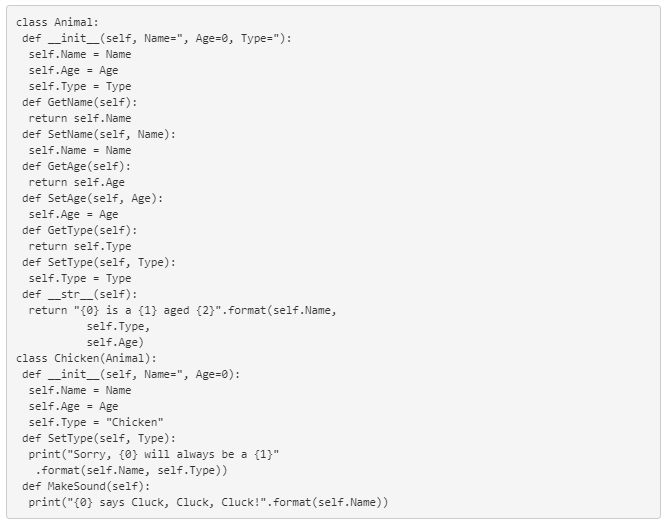 class Animal:
 def __init__(self, Name=", Age=0, Type="):
  self.Name = Name
  self.Age = Age
  self.Type = Type
 def GetName(self):
  return self.Name
 def SetName(self, Name):
  self.Name = Name
 def GetAge(self):
  return self.Age
 def SetAge(self, Age):
  self.Age = Age
 def GetType(self):
  return self.Type
 def SetType(self, Type):
  self.Type = Type
 def __str__(self):
  return "{0} is a {1} aged {2}".format(self.Name,
           self.Type,
           self.Age)
class Chicken(Animal):
 def __init__(self, Name=", Age=0):
  self.Name = Name
  self.Age = Age
  self.Type = "Chicken"
 def SetType(self, Type):
  print("Sorry, {0} will always be a {1}"
   .format(self.Name, self.Type))
 def MakeSound(self):
  print("{0} says Cluck, Cluck, Cluck!".format(self.Name))